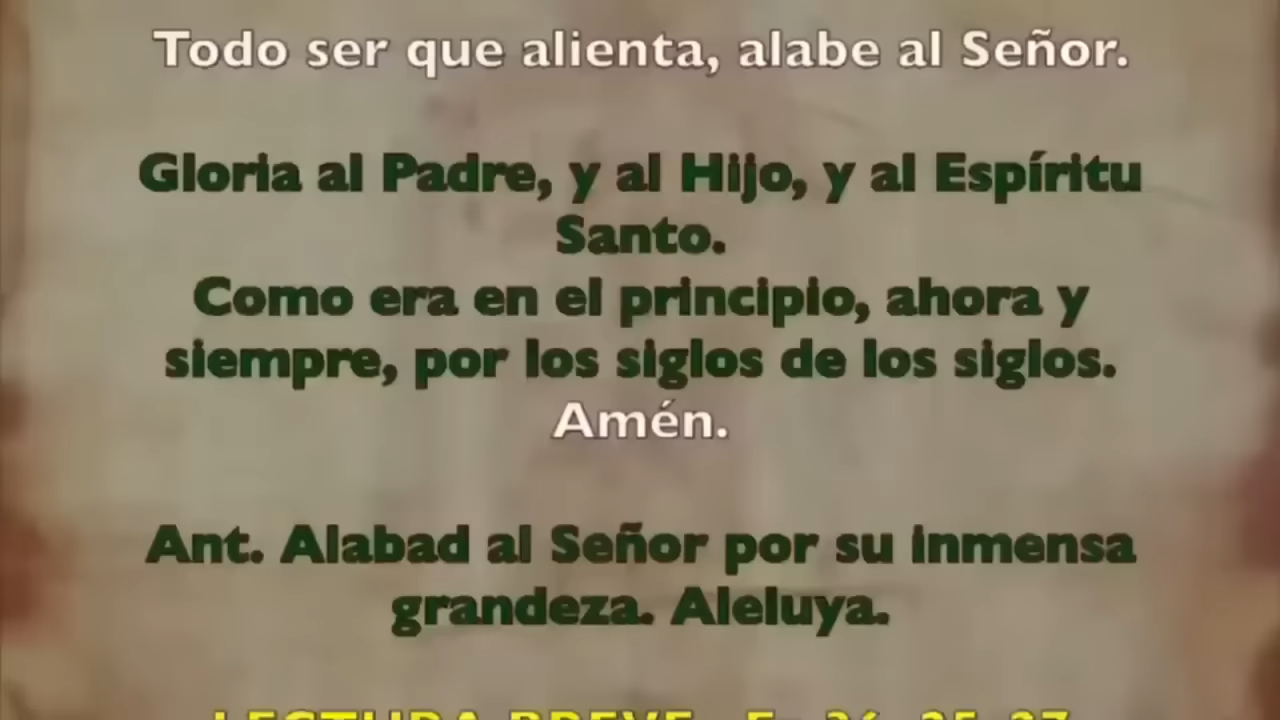 Todo ser que alienta, alabe al Señor.
Gloria al Padre, y al Hijo, y al Espíritu
Santo.
Como era en el principio, ahora y
siempre, por los siglos de los siglos.
Amén.
Ant. Alabad al Señor por su inmensa
grandeza. Aleluya.
LECTURA BREVE